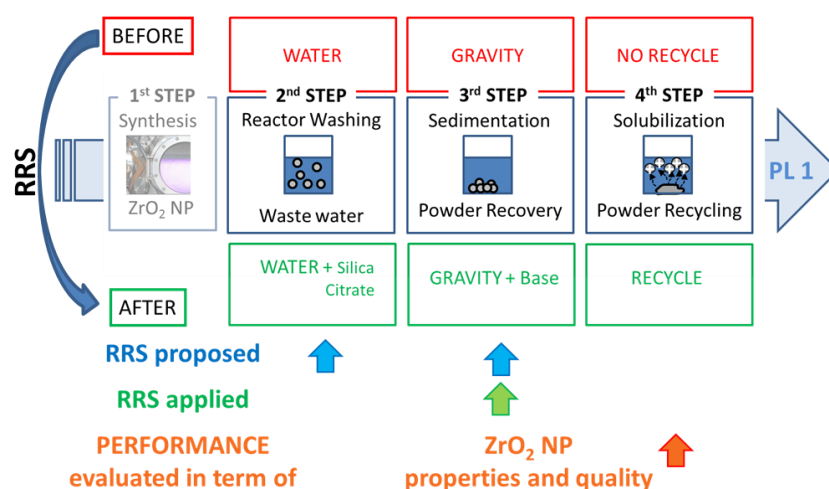 BEFORE
WATER
GRAVITY
NO RECYCLE
1st STEP
2nd STEP
3rd STEP
4th STEP
Synthesis
Reactor Washing
Sedimentation
Solubilization
RRS
PL 1
ZrO2 NP
Waste water
Powder Recovery
Powder Recycling
WATER + Silica
Citrate
GRAVITY + Base
RECYCLE
AFTER
RRS proposed
RRS applied
PERFORMANCE
evaluated in term of
ZrO2 NP
properties and quality